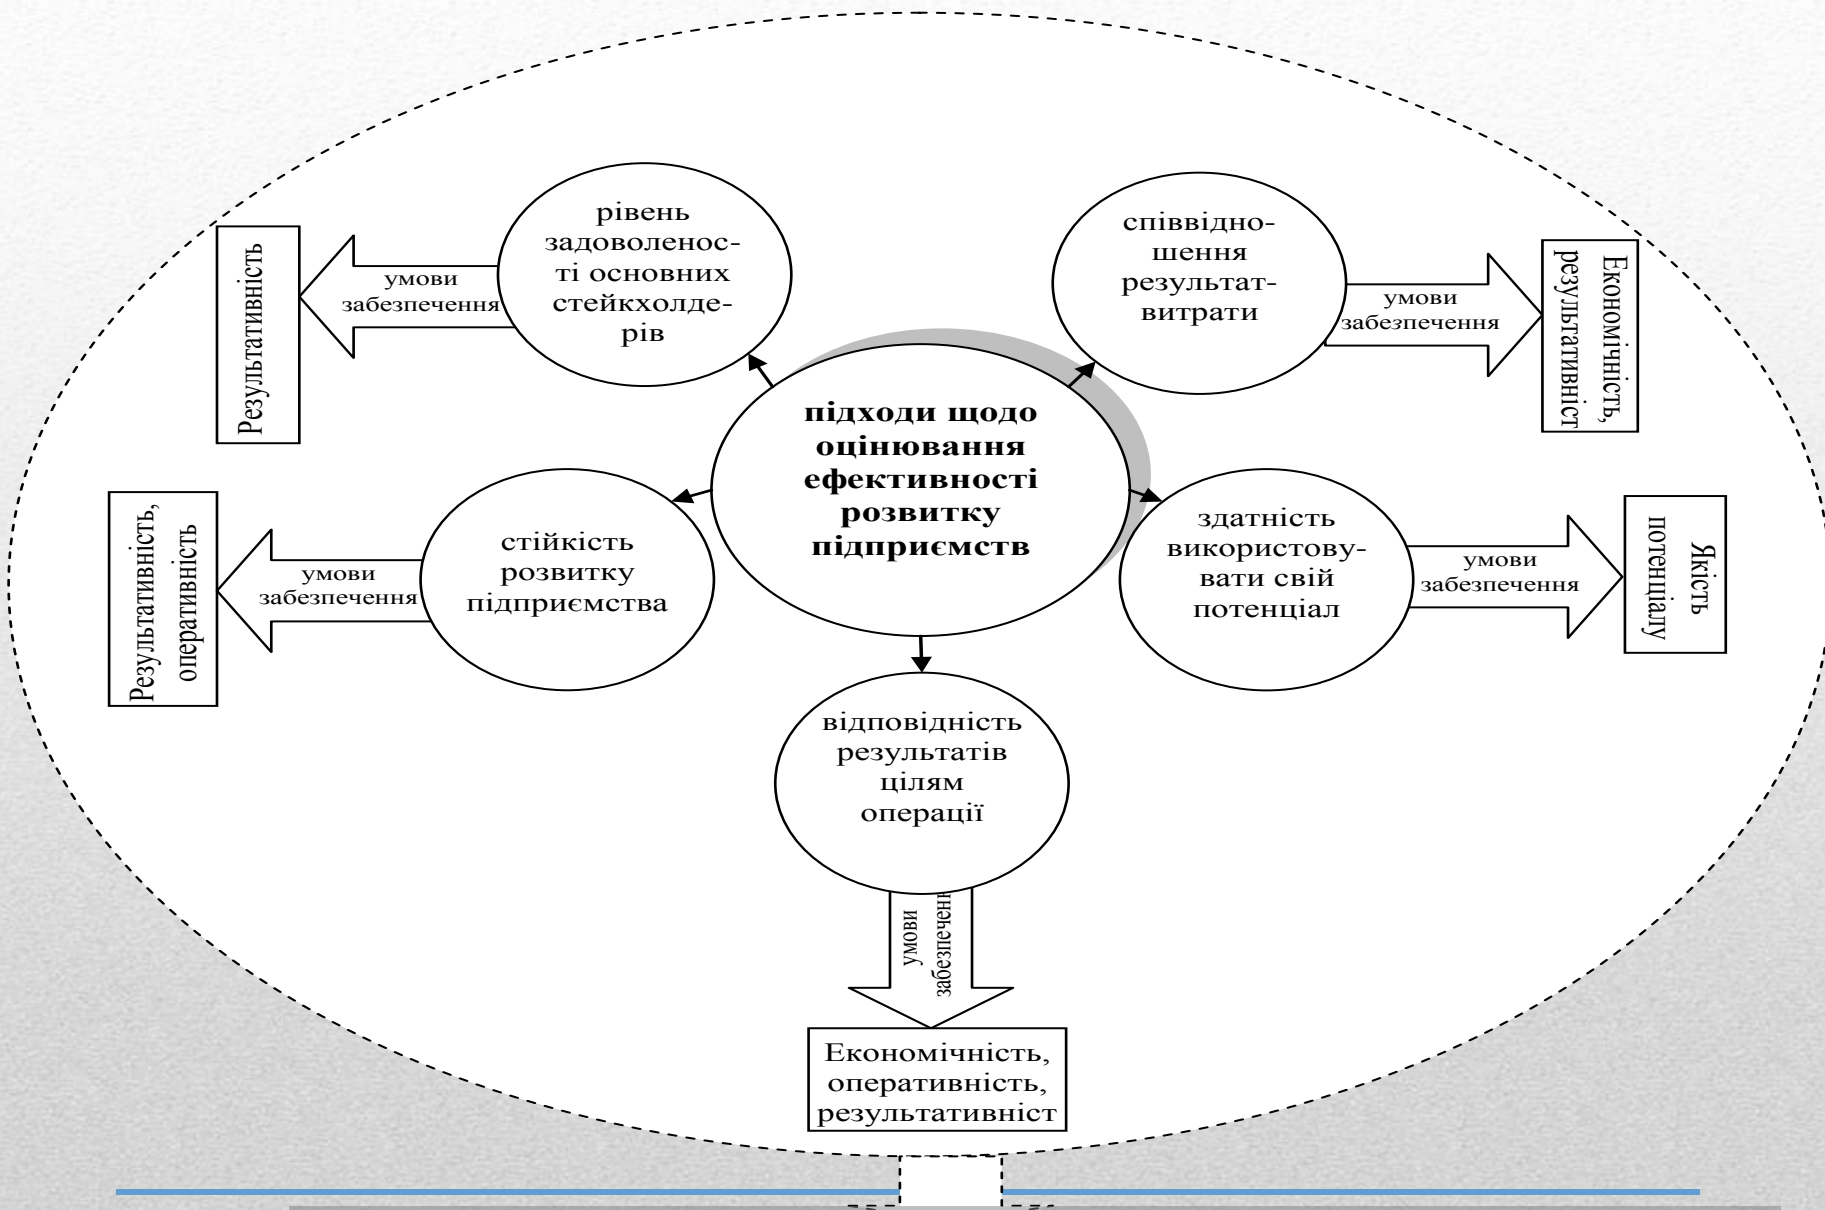 рівень
задоволенос-
ті основних
стейкхолде-
рів
умови
забезпечення
Результативність
співвідно-
шення
результат-
витрати
умови
забезпечення
Економічність,
результативніст
підходи щодо
оцінювання
ефективності
розвитку
підприємств
стійкість
розвитку
підприємства
умови
забезпечення
Результативність,
оперативність
здатність
використову-
вати свій
потенціал
умови
забезпечення
Якість
потенціалу
відповідність
результатів
цілям
операції
умови
забезпеченн
Економічність,
оперативність,
результативніст